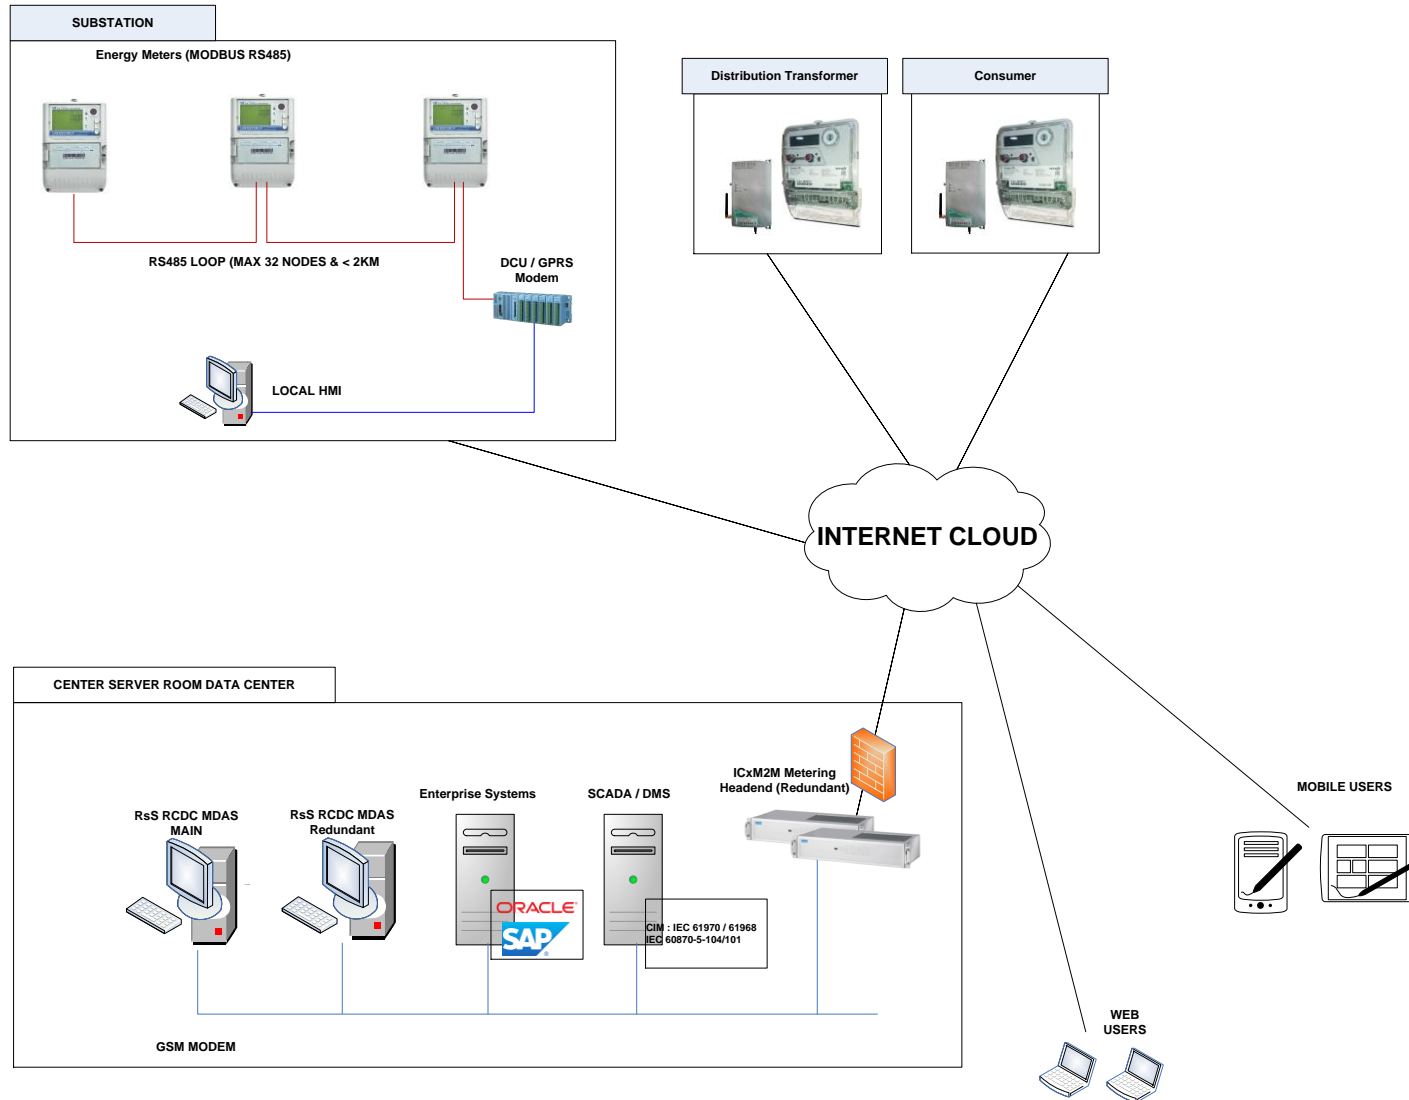 SUBSTATION
Energy Meters (MODBUS RS485)
RS485 LOOP (MAX 32 NODES & < 2KM
DCU / GPRS
Modem
LOCAL HMI
Distribution Transformer
Consumer
INTERNET CLOUD
CENTER SERVER ROOM DATA CENTER
RsS RCDC MDAS
MAIN
RsS RCDC MDAS
Redundant
Enterprise Systems
ORACLE
SAP
SCADA / DMS
CIM : IEC 61970 / 61968
IEC 60870-5-104/101
ICxM2M Metering
Headend (Redundant)
GSM MODEM
MOBILE USERS
WEB
USERS